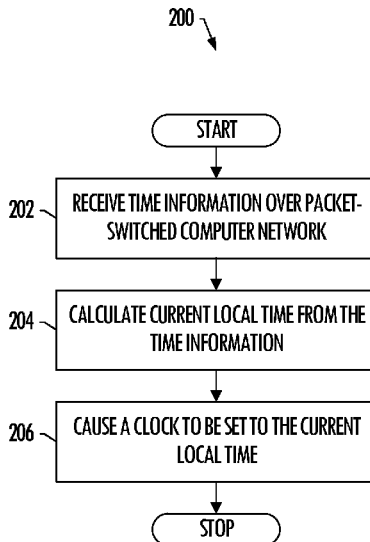 200
START
202
RECEIVE TIME INFORMATION OVER PACKET-
SWITCHED COMPUTER NETWORK
204
CALCULATE CURRENT LOCAL TIME FROM THE
TIME INFORMATION
206
CAUSE A CLOCK TO BE SET TO THE CURRENT
LOCAL TIME
STOP